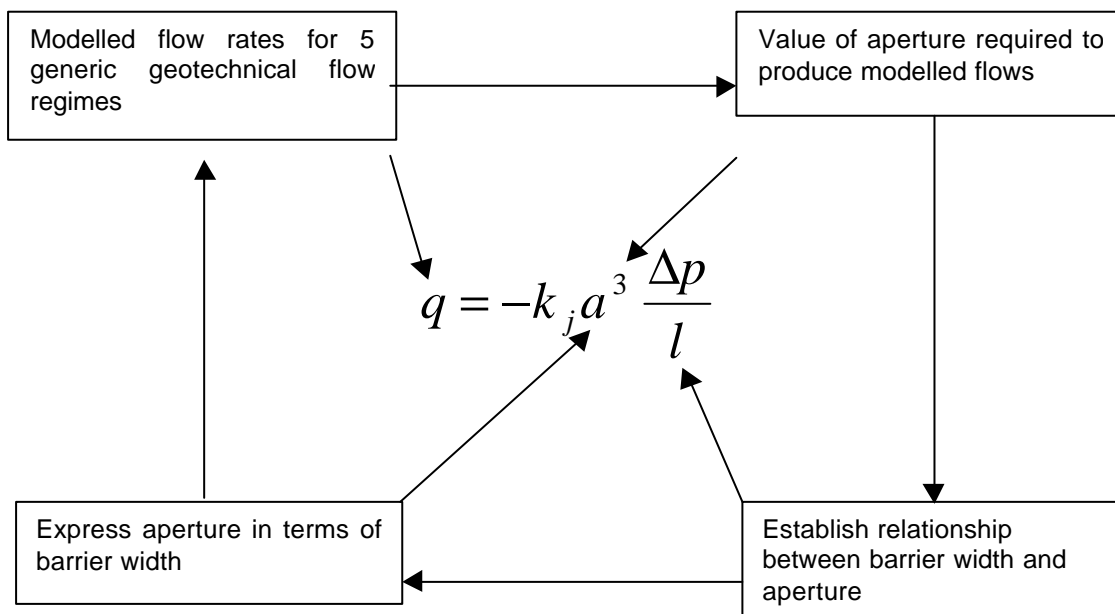 Modelled flow rates for 5
generic geotechnical flow
regimes
Value of aperture required to
produce modelled flows
q = −k_j a³ Δp/l
Express aperture in terms of
barrier width
Establish relationship
between barrier width and
aperture